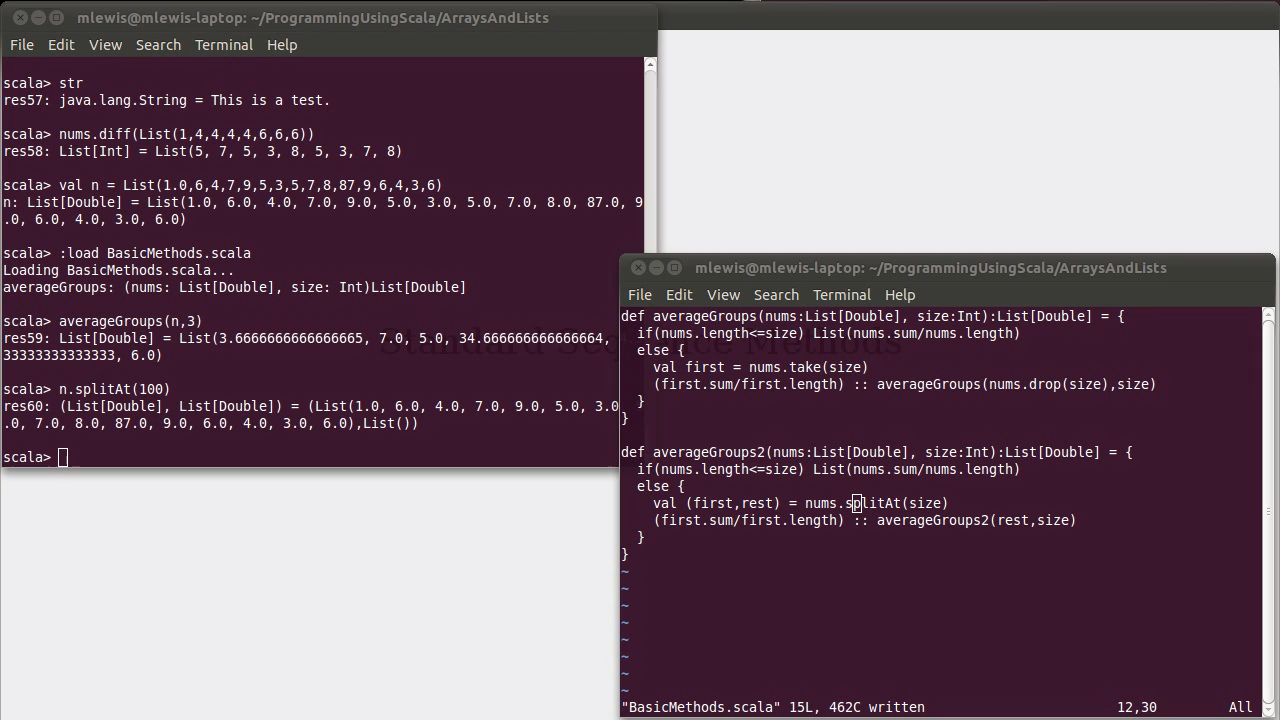 mlewis@mlewis-laptop: ~/ProgrammingUsingScala/ArraysAndLists
File Edit View Search Terminal Help
scala> str
res57: java.lang.String = This is a test.
scala> nums.diff(List(1,4,4,4,4,6,6,6))
res58: List[Int] = List(5, 7, 5, 3, 8, 5, 3, 7, 8)
scala> val n = List(1.0,6,4,7,9,5,3,5,7,8,87,9,6,4,3,6)
n: List[Double] = List(1.0, 6.0, 4.0, 7.0, 9.0, 5.0, 3.0, 5.0, 7.0, 8.0, 87.0, 9
.0, 6.0, 4.0, 3.0, 6.0)
scala> :load BasicMethods.scala
Loading BasicMethods.scala...
averageGroups: (nums: List[Double], size: Int)List[Double]
scala> averageGroups(n,3)
res59: List[Double] = List(3.6666666666666665, 7.0, 5.0, 34.666666666666664,
33333333333333, 6.0)
scala> n.splitAt(100)
res60: (List[Double], List[Double]) = (List(1.0, 6.0, 4.0, 7.0, 9.0, 5.0, 3.0
.0, 7.0, 8.0, 87.0, 9.0, 6.0, 4.0, 3.0, 6.0),List())
scala>
mlewis@mlewis-laptop: ~/ProgrammingUsingScala/ArraysAndLists
File Edit View Search Terminal Help
def averageGroups(nums:List[Double], size:Int):List[Double] = {
  if(nums.length<=size) List(nums.sum/nums.length)
  else {
    val first = nums.take(size)
    (first.sum/first.length) :: averageGroups(nums.drop(size),size)
  }
}
def averageGroups2(nums:List[Double], size:Int):List[Double] = {
  if(nums.length<=size) List(nums.sum/nums.length)
  else {
    val (first,rest) = nums.splitAt(size)
    (first.sum/first.length) :: averageGroups2(rest,size)
  }
}
~
~
~
~
~
~
~
~
"BasicMethods.scala" 15L, 462C written 12,30 All
Standard Sequence Methods